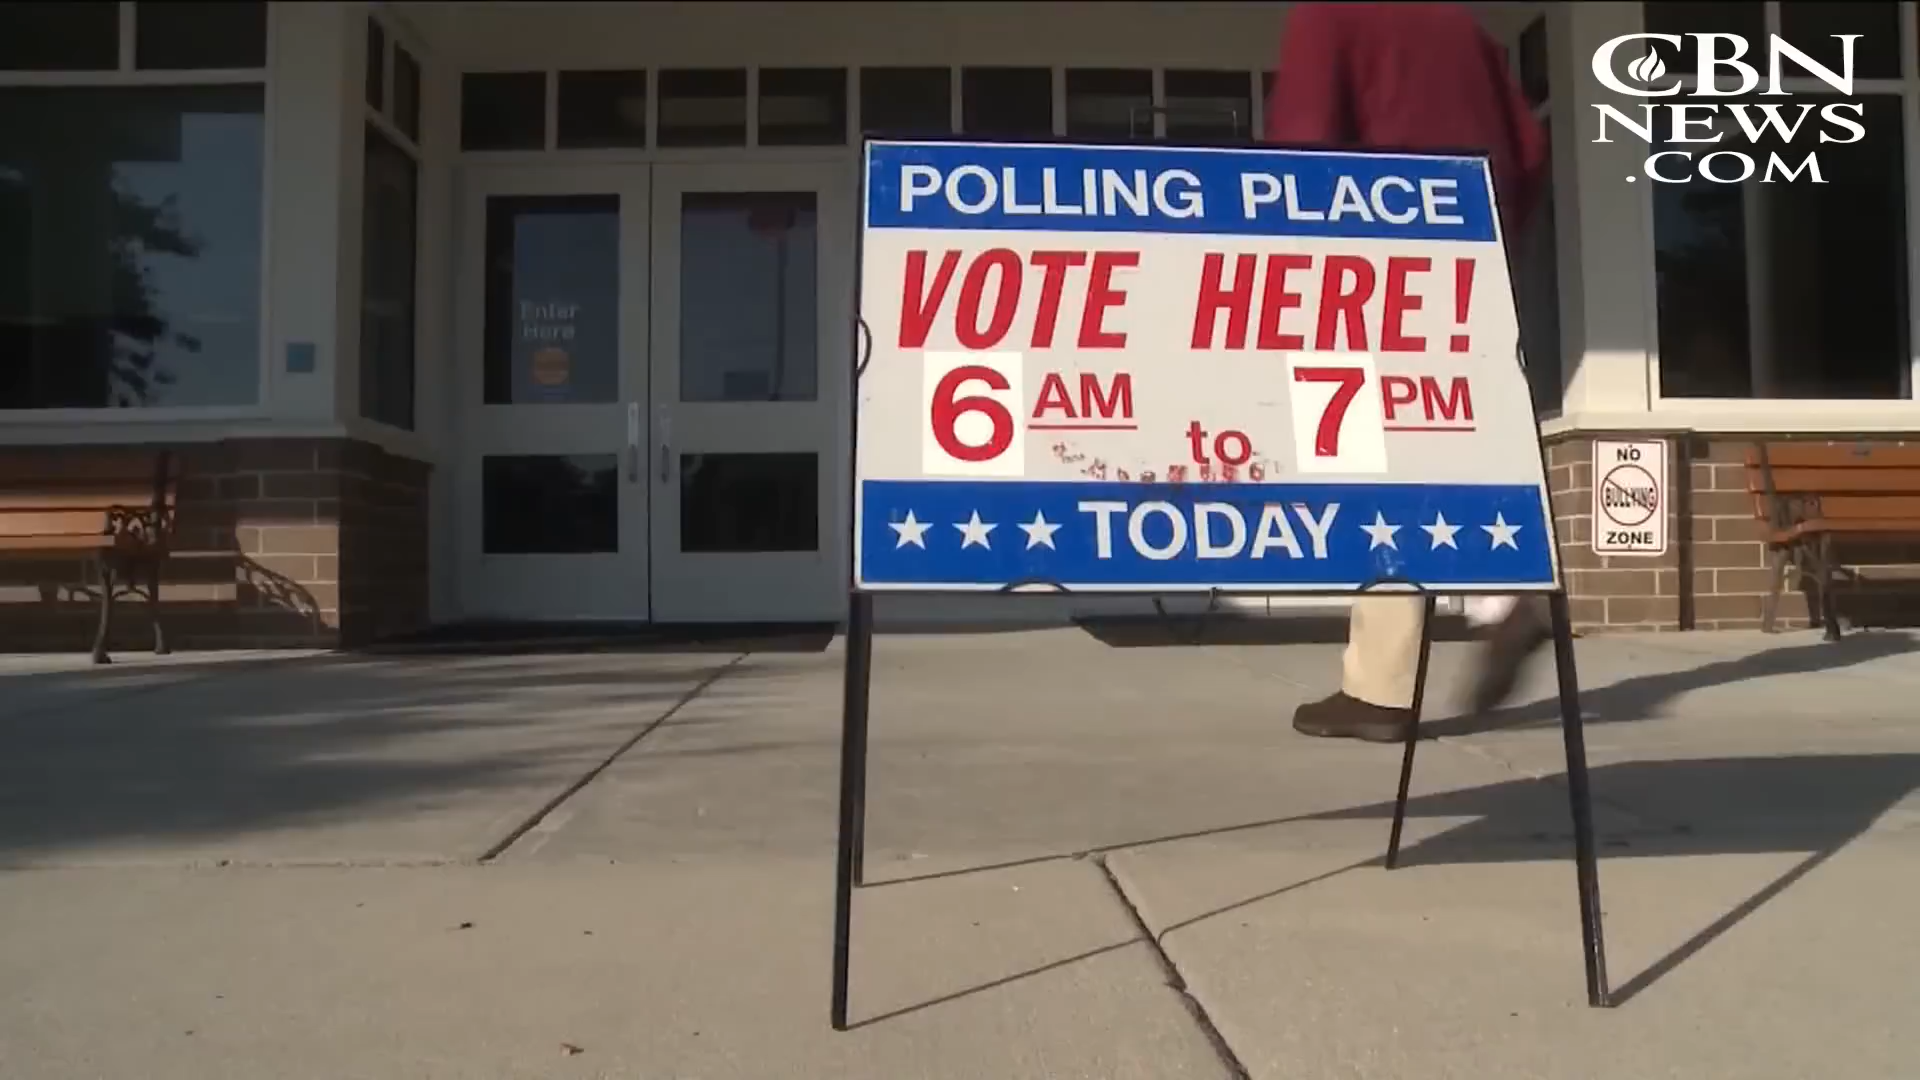 CBN
NEWS
.COM
POLLING PLACE
VOTE HERE!
6 AM to 7 PM
★ ★ ★ TODAY ★ ★ ★
Enter
Here
NO
BULLYING
ZONE